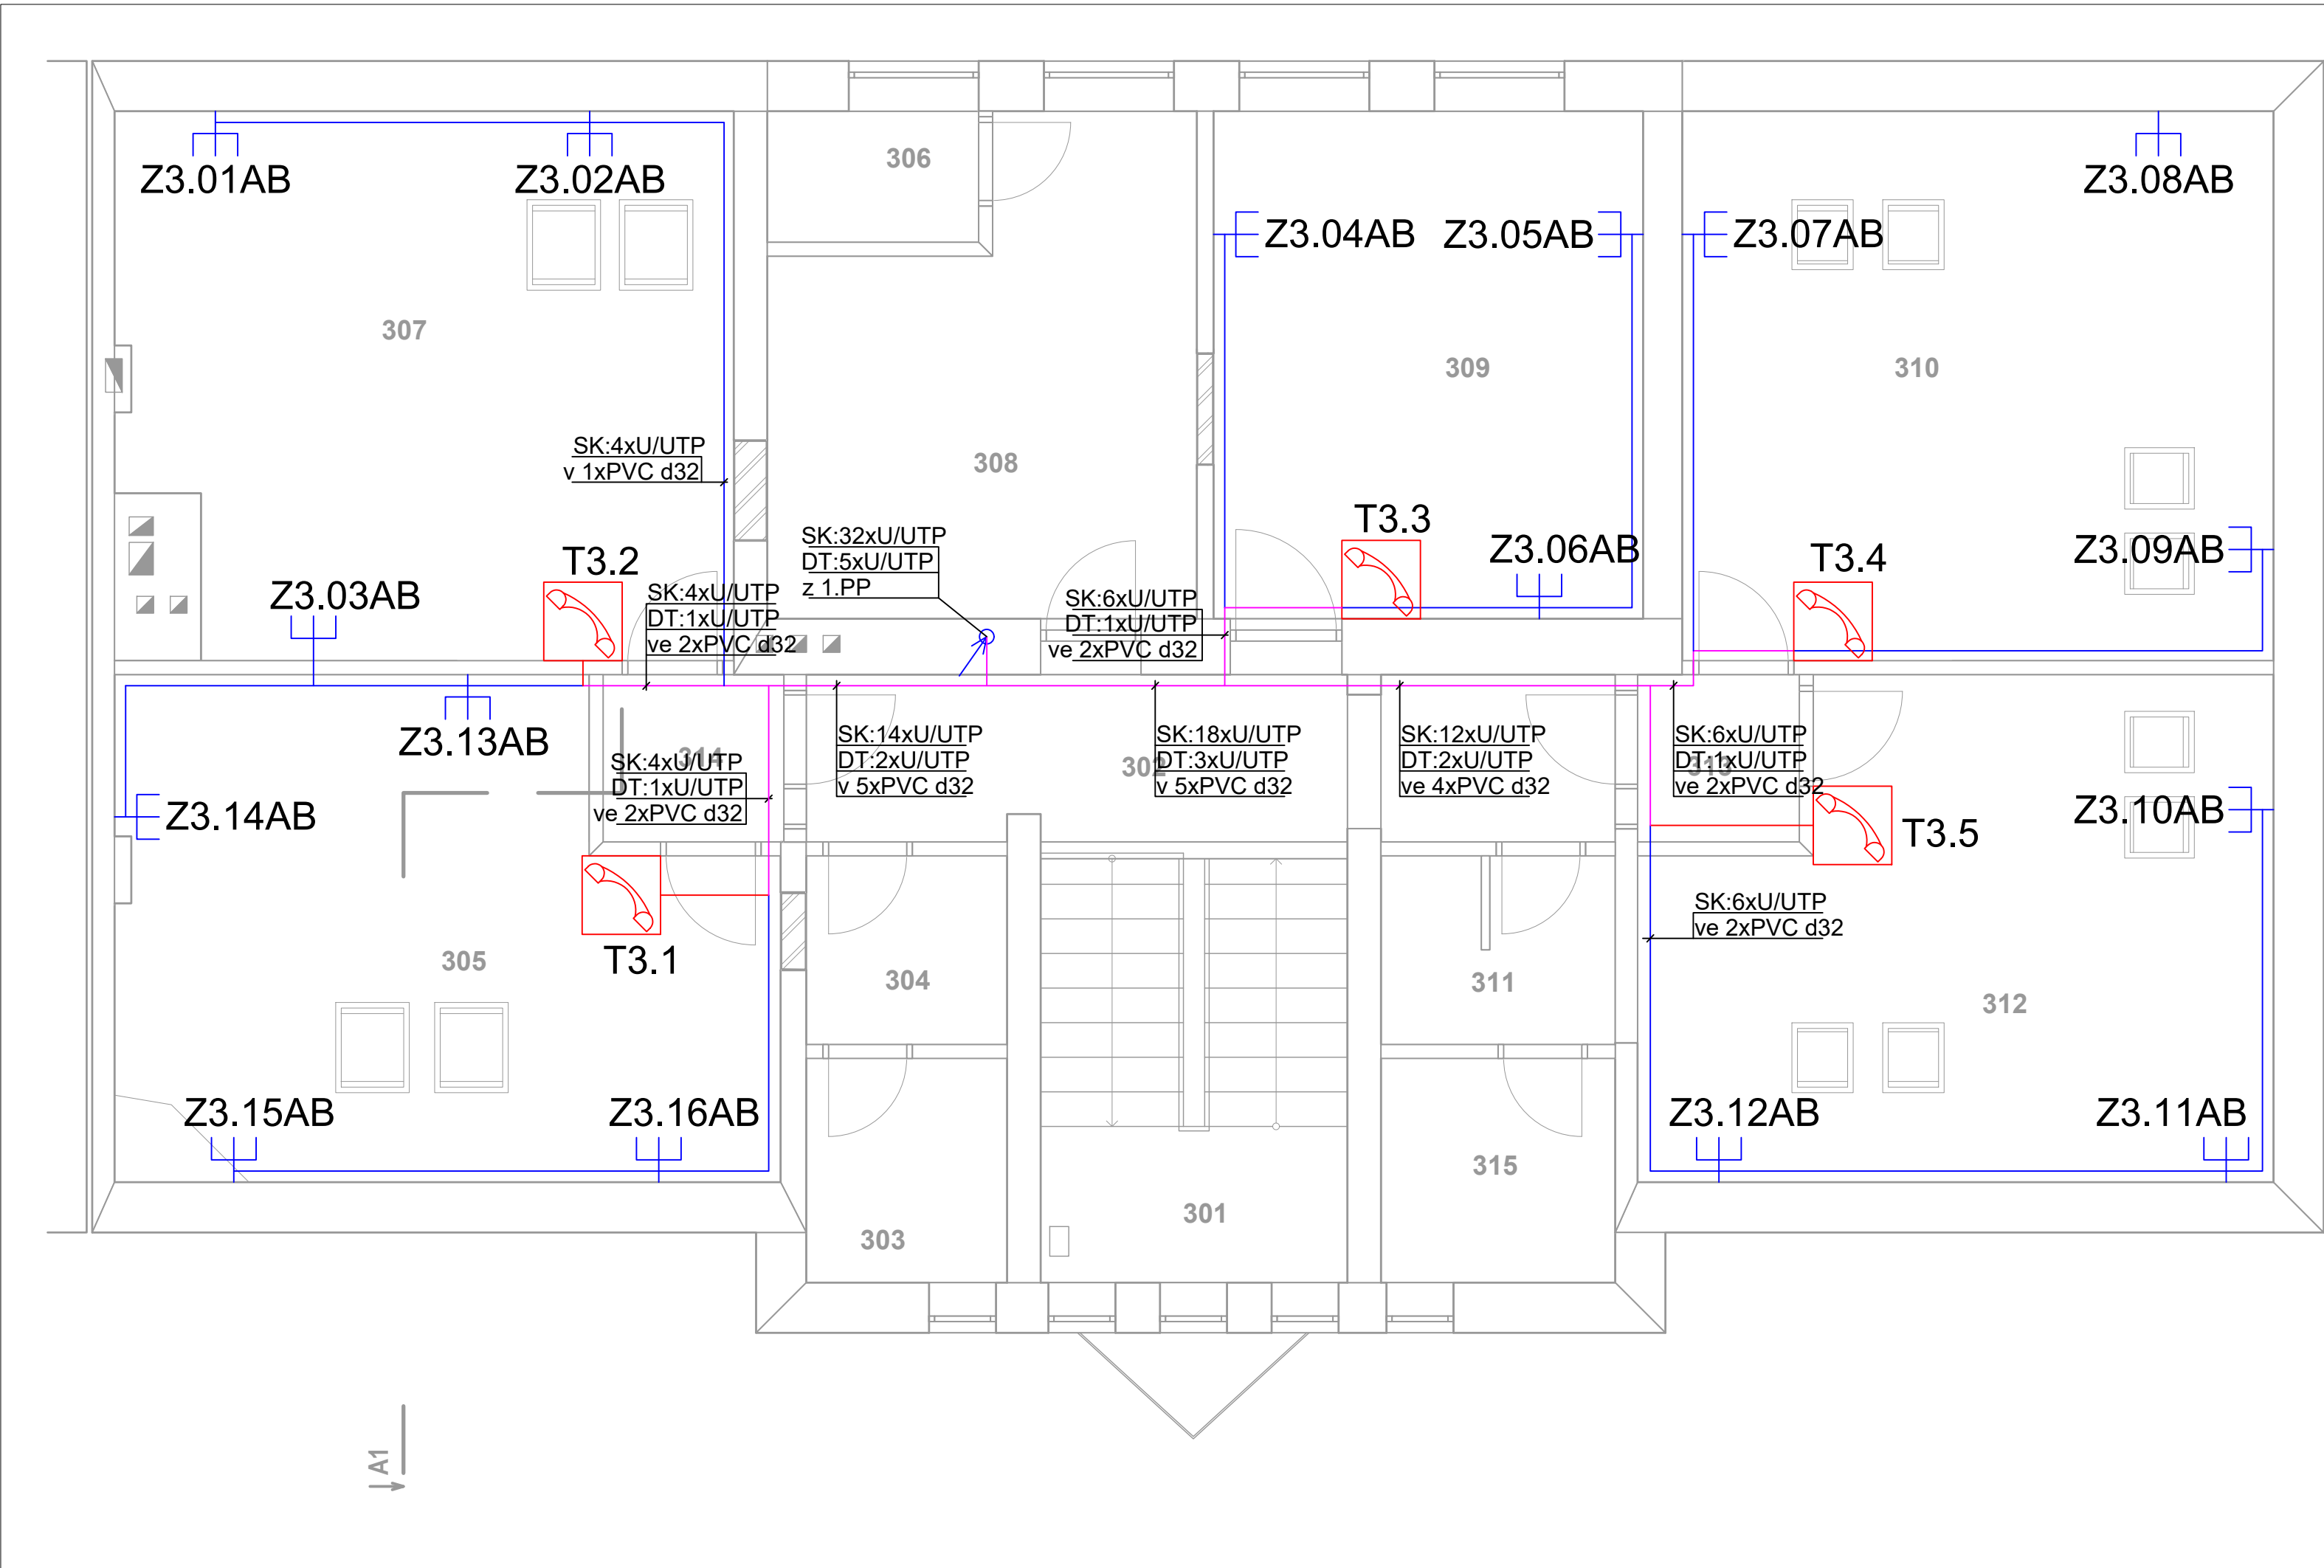 306
Z3.01AB
Z3.02AB
Z3.08AB
Z3.04AB
Z3.05AB
Z3.07AB
307
309
310
SK:4xU/UTP
v 1xPVC d32
308
T3.3
SK:32xU/UTP
DT:5xU/UTP
z 1.PP
T3.2
Z3.06AB
T3.4
Z3.09AB
Z3.03AB
SK:4xU/UTP
DT:1xU/UTP
ve 2xPVC d32
SK:6xU/UTP
DT:1xU/UTP
ve 2xPVC d32
Z3.13AB
314
SK:4xU/UTP
DT:1xU/UTP
ve 2xPVC d32
SK:14xU/UTP
DT:2xU/UTP
v 5xPVC d32
302
SK:18xU/UTP
DT:3xU/UTP
v 5xPVC d32
SK:12xU/UTP
DT:2xU/UTP
ve 4xPVC d32
313
SK:6xU/UTP
DT:1xU/UTP
ve 2xPVC d32
Z3.14AB
Z3.10AB
T3.5
SK:6xU/UTP
ve 2xPVC d32
305
T3.1
304
311
312
Z3.15AB
Z3.16AB
Z3.12AB
Z3.11AB
315
301
303
A1